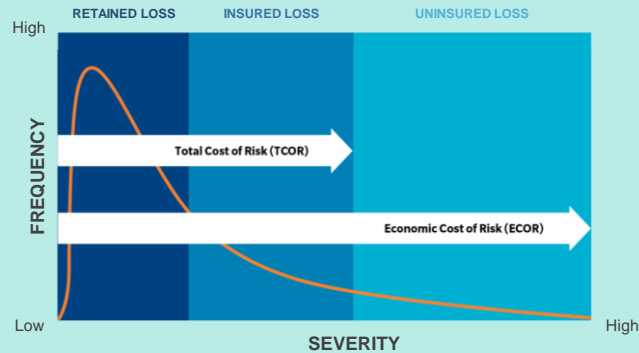 RETAINED LOSS
INSURED LOSS
UNINSURED LOSS
High
FREQUENCY
Total Cost of Risk (TCOR)
Economic Cost of Risk (ECOR)
Low
High
SEVERITY